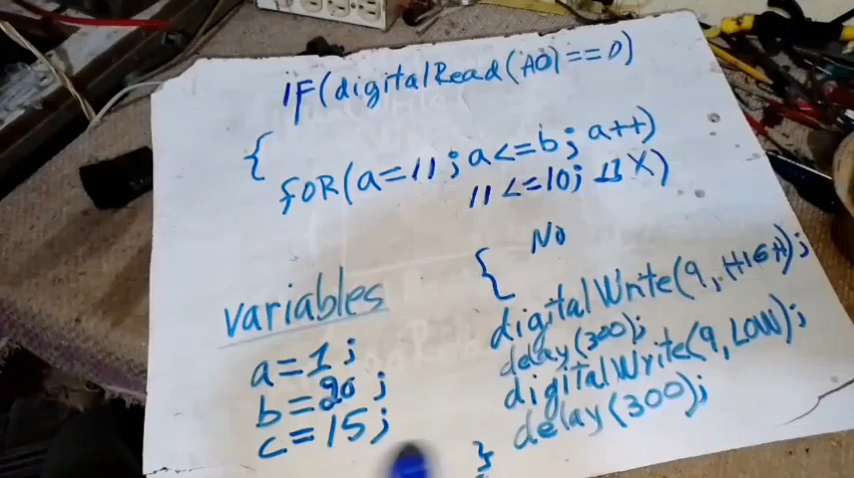 IF(digitalRead(A0)==0)
{
FOR(a=11; a<=b; a++)
11<=10; 11 X)
No
{
digitalWrite(9, HIGH);
delay(300);
digitalWrite(9, LOW);
delay(300);
}
variables
a=1;
b=20;
c=15;